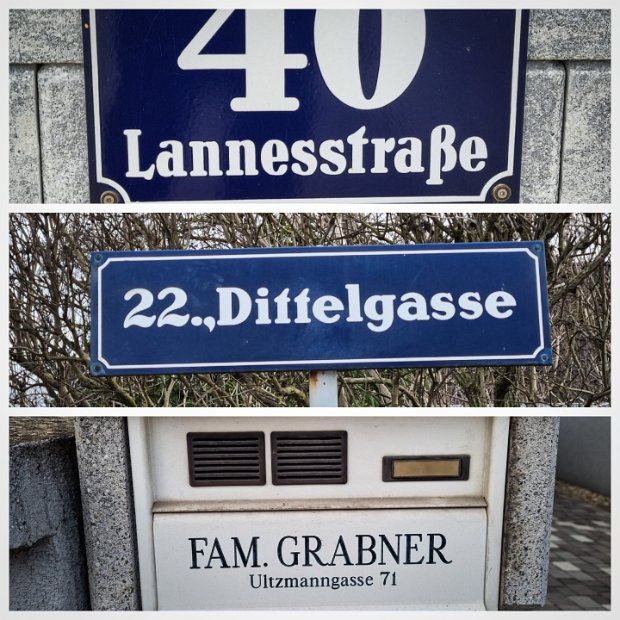 40
Lannesstraße
22.,Dittelgasse
FAM. GRABNER
Ultzmanngasse 71